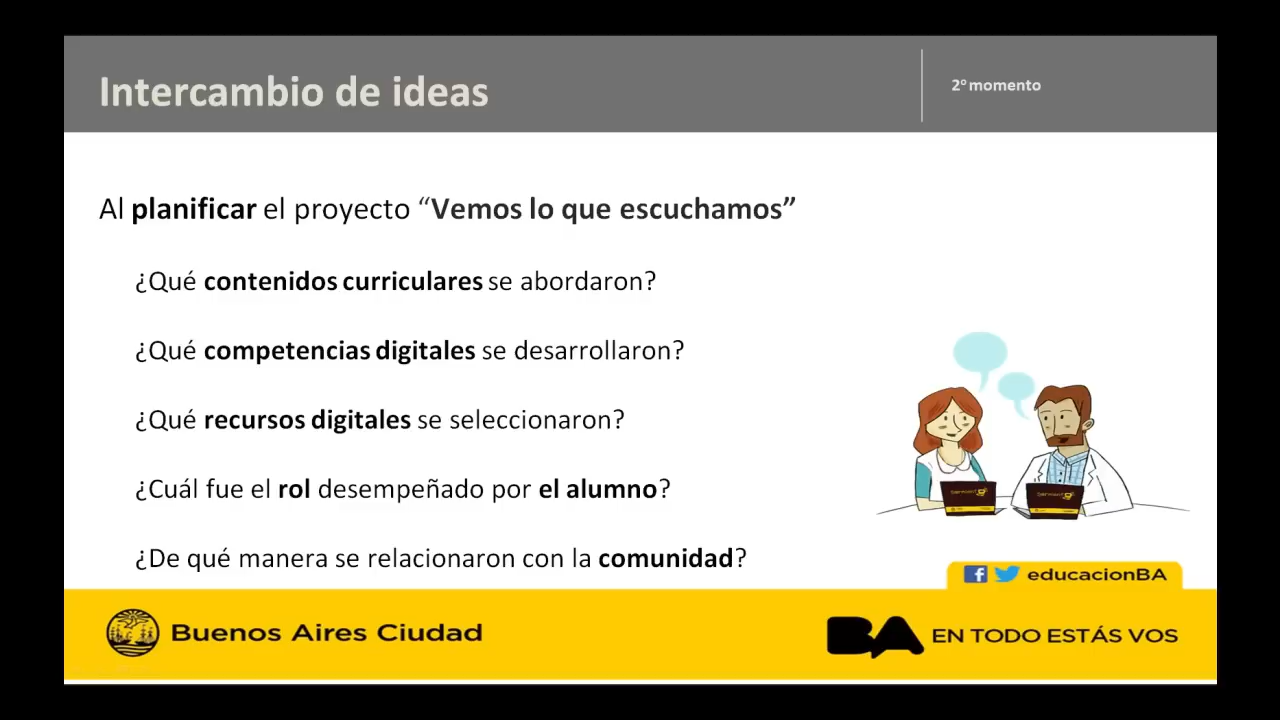 Intercambio de ideas
2º momento
Al planificar el proyecto “Vemos lo que escuchamos”
¿Qué contenidos curriculares se abordaron?
¿Qué competencias digitales se desarrollaron?
¿Qué recursos digitales se seleccionaron?
¿Cuál fue el rol desempeñado por el alumno?
¿De qué manera se relacionaron con la comunidad?
educacionBA
Buenos Aires Ciudad
BA EN TODO ESTÁS VOS